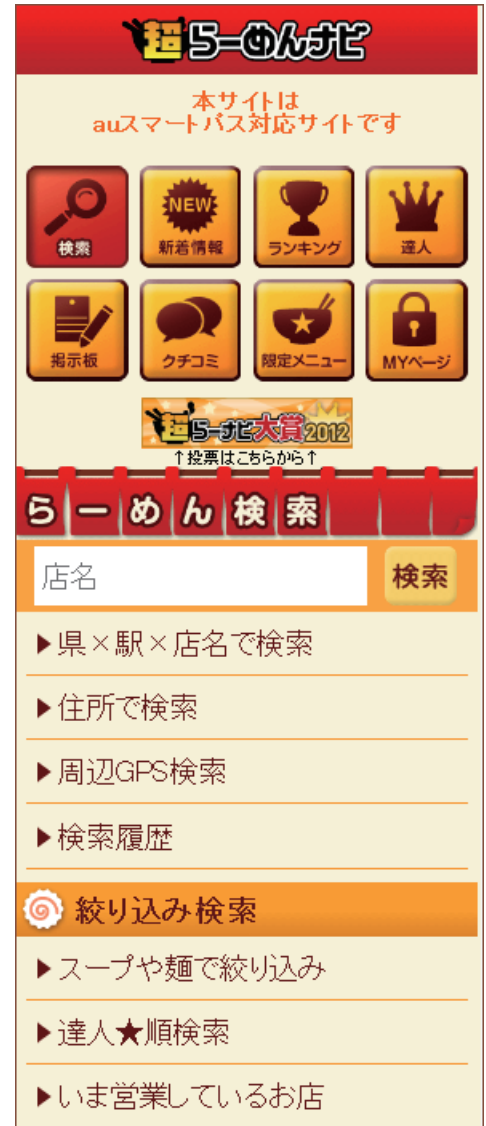 超らーめんナビ
本サイトは
auスマートパス対応サイトです
検索
NEW
新着情報
ランキング
達人
掲示板
クチコミ
限定メニュー
MYページ
超らーナビ大賞2012
↑投票はこちらから↑
らーめん検索
店名
検索
▶県×駅×店名で検索
▶住所で検索
▶周辺GPS検索
▶検索履歴
絞り込み検索
▶スープや麺で絞り込み
▶達人★順検索
▶いま営業しているお店